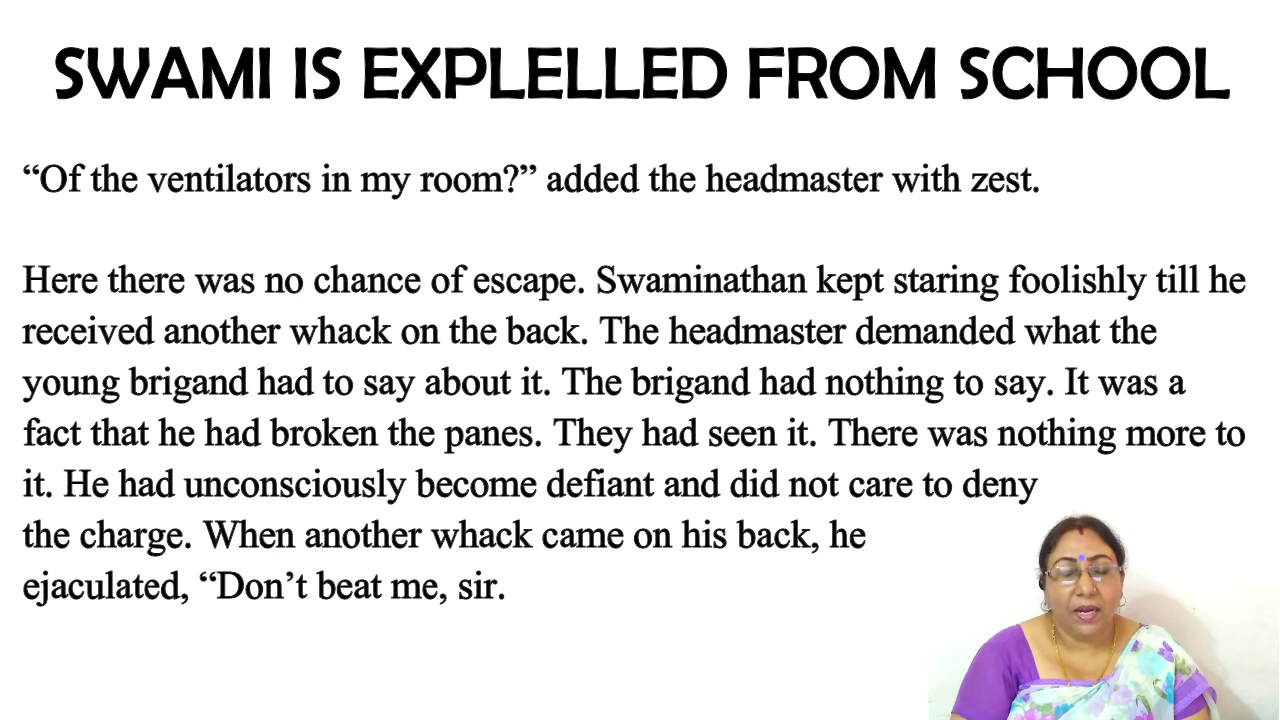 SWAMI IS EXPLELLED FROM SCHOOL
“Of the ventilators in my room?” added the headmaster with zest.
Here there was no chance of escape. Swaminathan kept staring foolishly till he
received another whack on the back. The headmaster demanded what the
young brigand had to say about it. The brigand had nothing to say. It was a
fact that he had broken the panes. They had seen it. There was nothing more to
it. He had unconsciously become defiant and did not care to deny
the charge. When another whack came on his back, he
ejaculated, “Don’t beat me, sir.